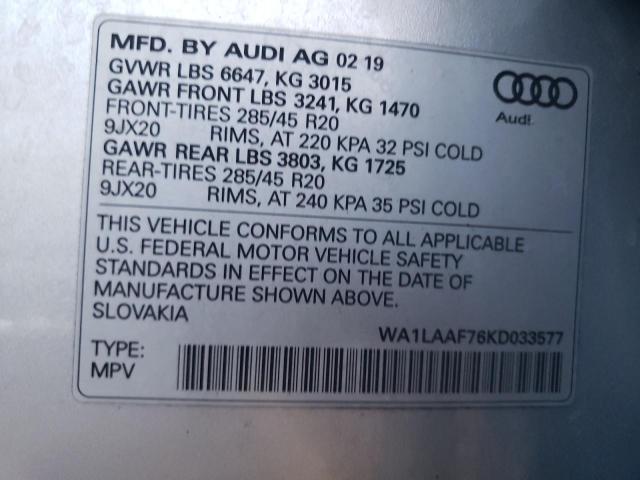 MFD. BY AUDI AG 02 19
GVWR LBS 6647, KG 3015
GAWR FRONT LBS 3241, KG 1470
FRONT-TIRES 285/45 R20
9JX20 RIMS, AT 220 KPA 32 PSI COLD
GAWR REAR LBS 3803, KG 1725
REAR-TIRES 285/45 R20
9JX20 RIMS, AT 240 KPA 35 PSI COLD
Audi
THIS VEHICLE CONFORMS TO ALL APPLICABLE
U.S. FEDERAL MOTOR VEHICLE SAFETY
STANDARDS IN EFFECT ON THE DATE OF
MANUFACTURE SHOWN ABOVE.
SLOVAKIA
WA1LAAF76KD033577
TYPE:
MPV